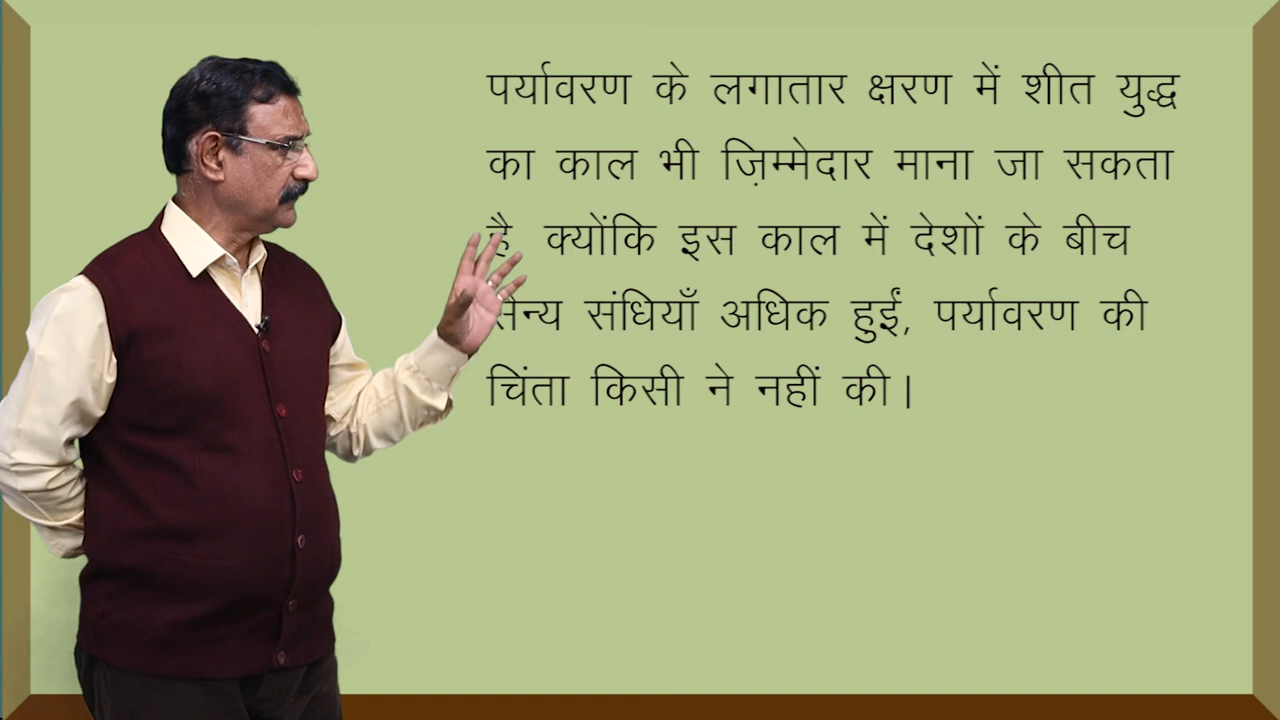 पर्यावरण के लगातार क्षरण में शीत युद्ध
का काल भी ज़िम्मेदार माना जा सकता
है क्योंकि इस काल में देशों के बीच
सैन्य संधियाँ अधिक हुईं, पर्यावरण की
चिंता किसी ने नहीं की।